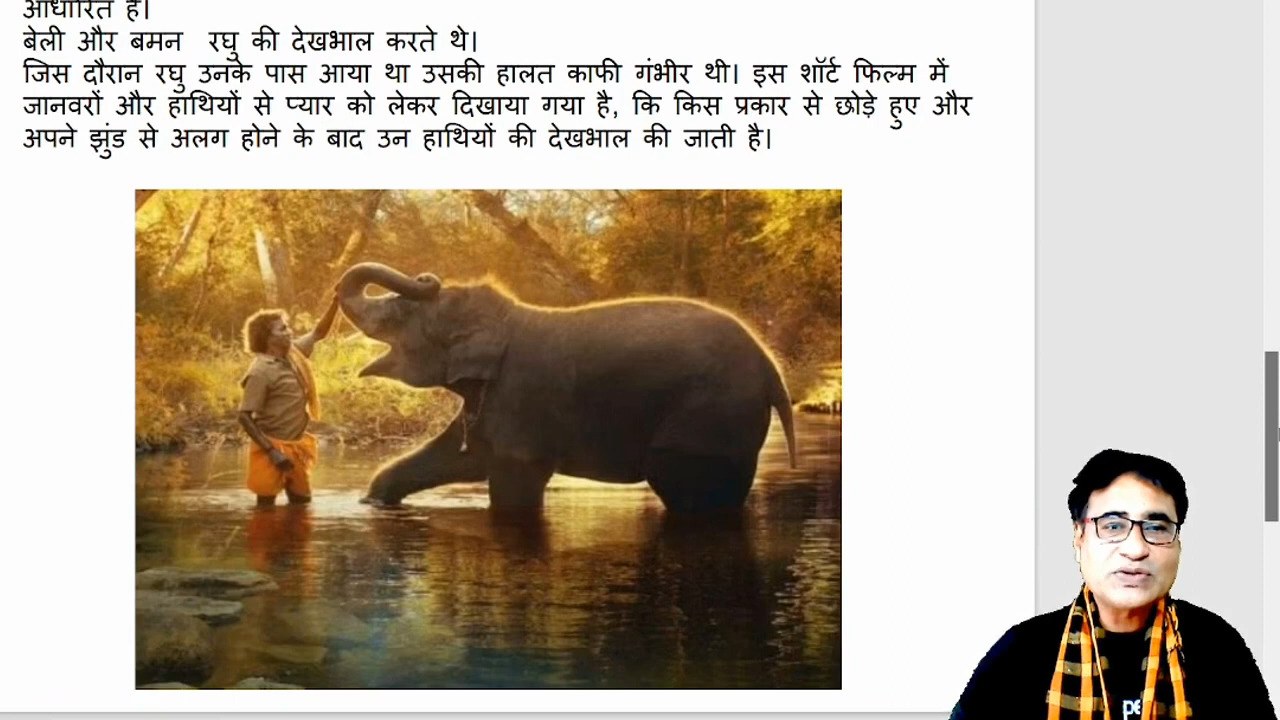 आधारित है।
बेली और बमन रघु की देखभाल करते थे।
जिस दौरान रघु उनके पास आया था उसकी हालत काफी गंभीर थी। इस शॉर्ट फिल्म में
जानवरों और हाथियों से प्यार को लेकर दिखाया गया है, कि किस प्रकार से छोड़े हुए और
अपने झुंड से अलग होने के बाद उन हाथियों की देखभाल की जाती है।